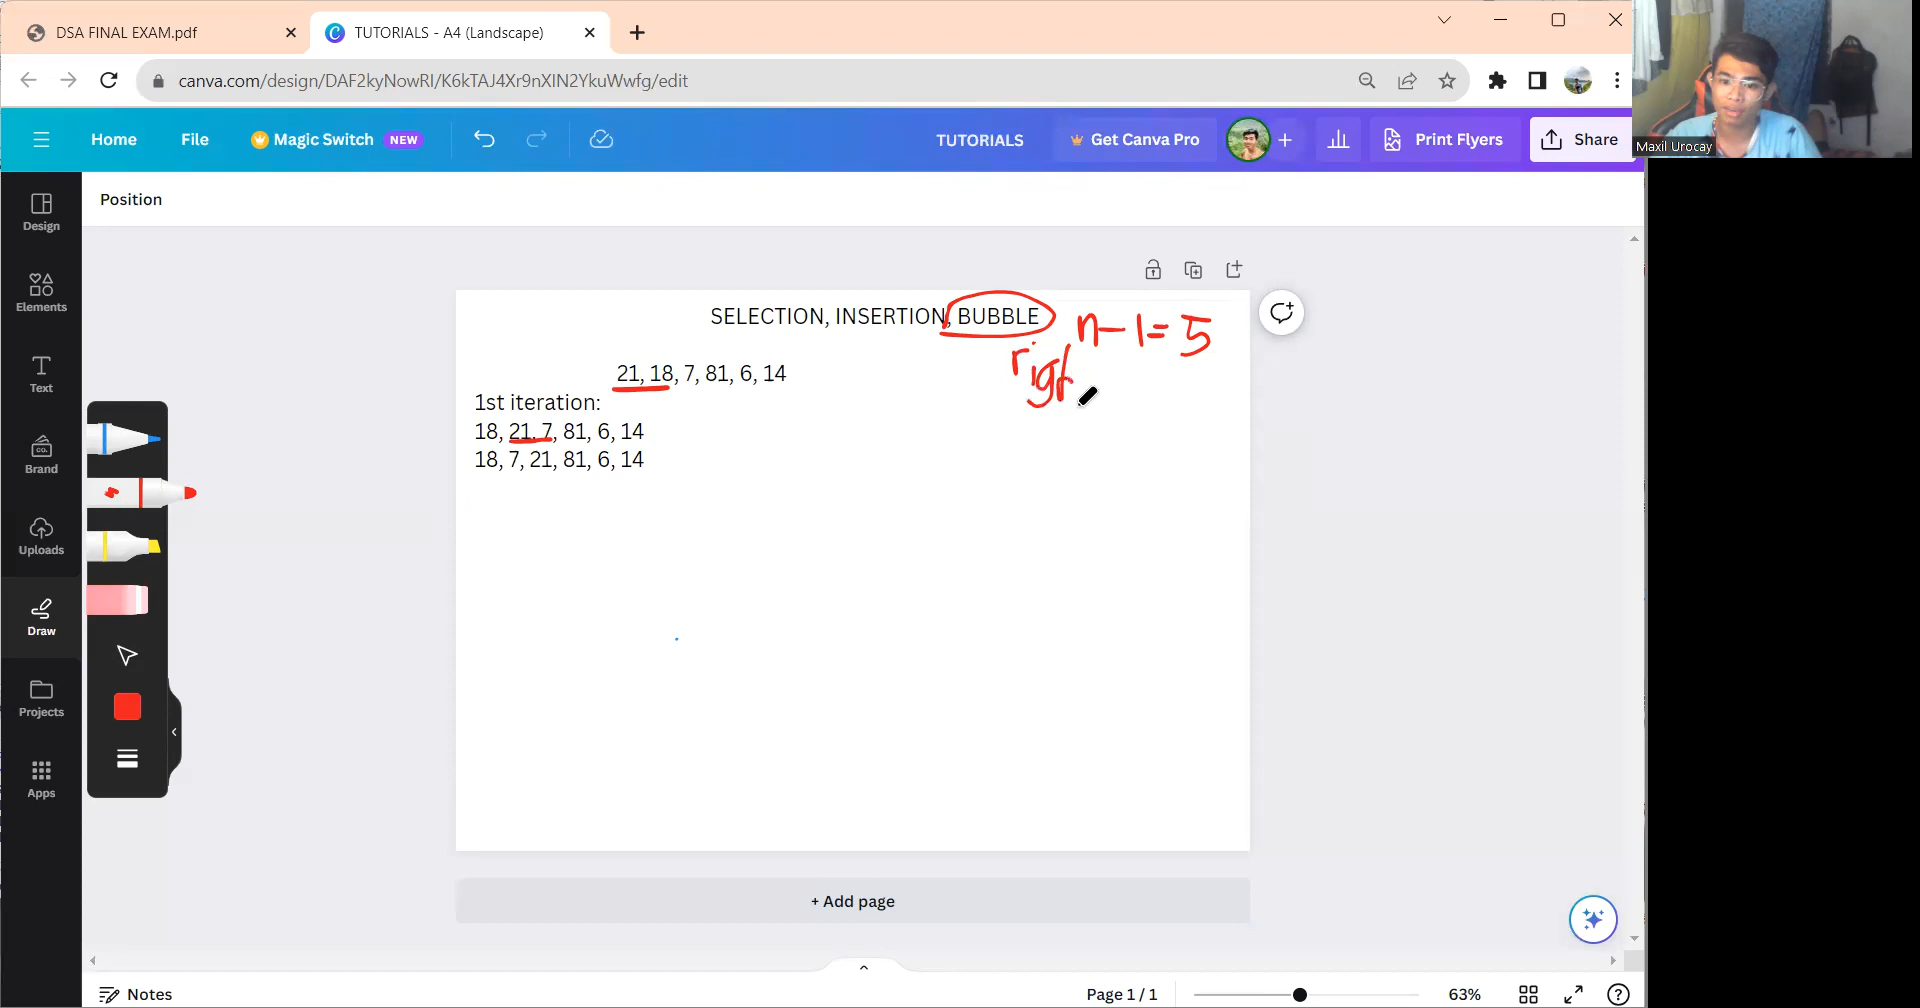 DSA FINAL EXAM.pdf
TUTORIALS - A4 (Landscape)
canva.com/design/DAF2kyNowRI/K6kTAJ4Xr9nXIN2YkuWwfg/edit
Home File Magic Switch NEW TUTORIALS Get Canva Pro Print Flyers Share
Maxil Urocay
Position
Design
Elements
Text
Brand
Uploads
Draw
Projects
Apps
SELECTION, INSERTION, BUBBLE
n-1=5
21, 18, 7, 81, 6, 14
1st iteration:
18, 21, 7, 81, 6, 14
18, 7, 21, 81, 6, 14
+ Add page
Notes Page 1 / 1 63%